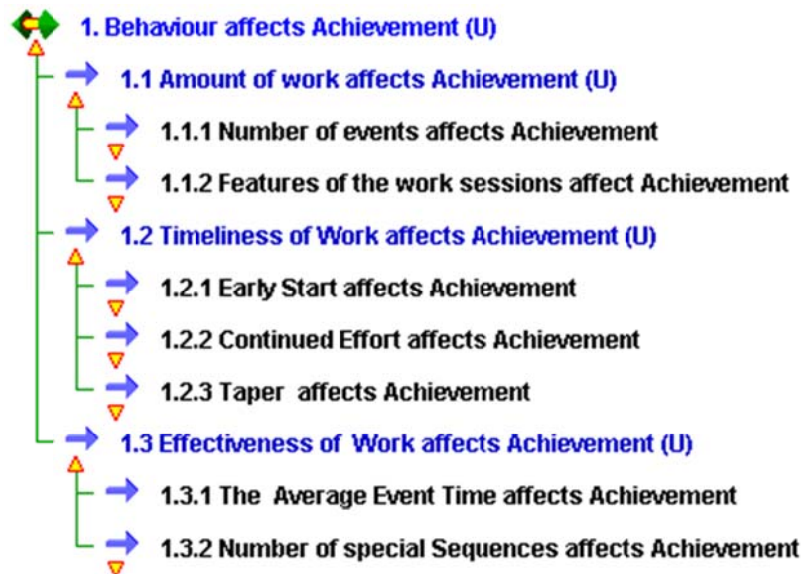 1. Behaviour affects Achievement (U)
1.1 Amount of work affects Achievement (U)
1.1.1 Number of events affects Achievement
1.1.2 Features of the work sessions affect Achievement
1.2 Timeliness of Work affects Achievement (U)
1.2.1 Early Start affects Achievement
1.2.2 Continued Effort affects Achievement
1.2.3 Taper affects Achievement
1.3 Effectiveness of Work affects Achievement (U)
1.3.1 The Average Event Time affects Achievement
1.3.2 Number of special Sequences affects Achievement